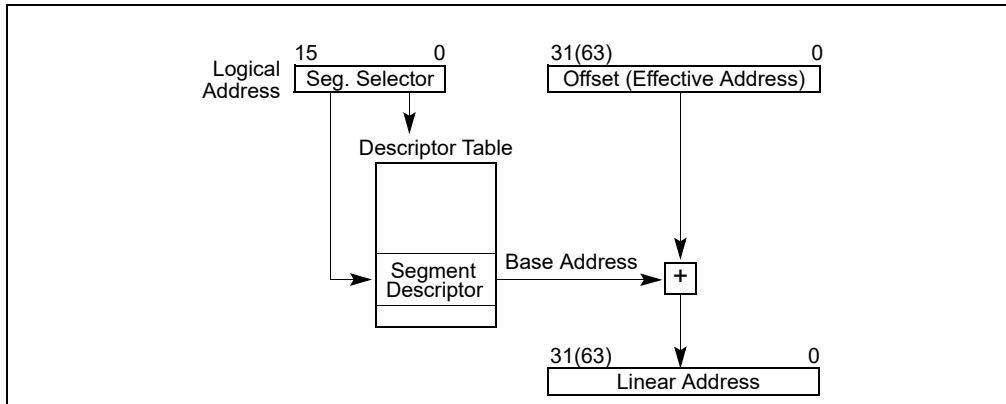 15 0
31(63) 0
Logical
Address
Seg. Selector
Offset (Effective Address)
Descriptor Table
Segment
Descriptor
Base Address
+
31(63) 0
Linear Address